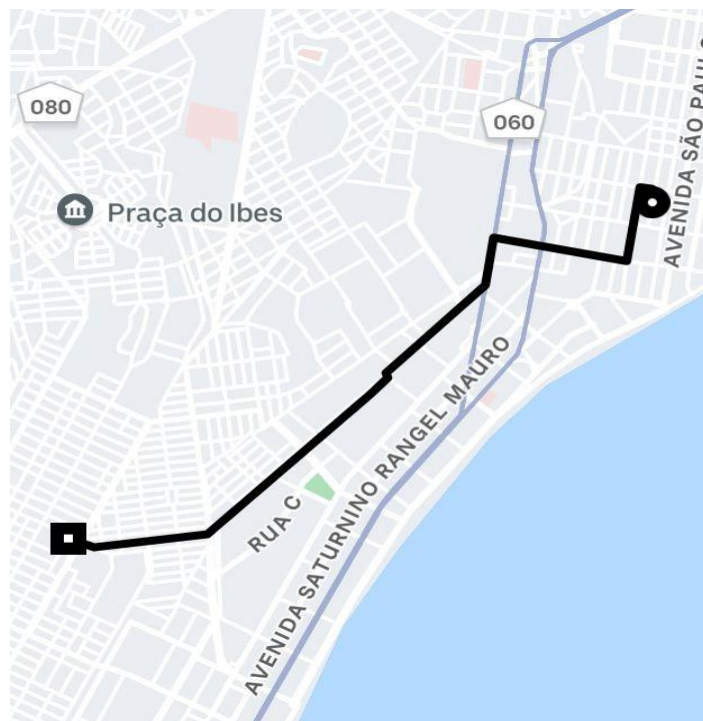 080
060
Praça do Ibes
AVENIDA SÃO PAULO
RUA C
AVENIDA SATURNINO RANGEL MAURO